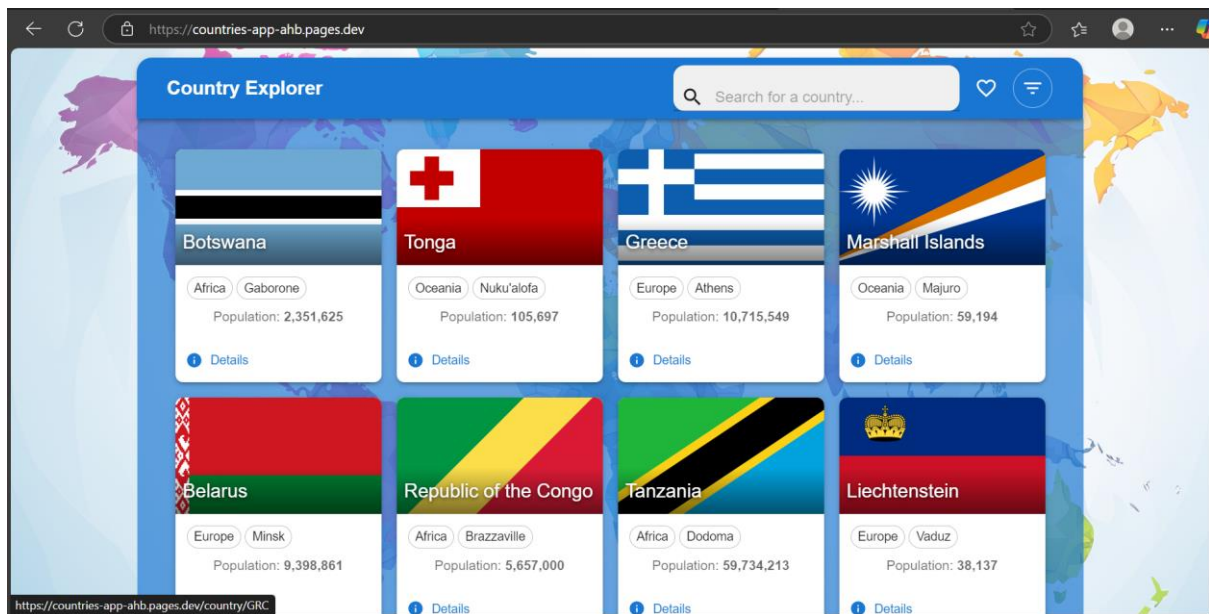 https://countries-app-ahb.pages.dev
Country Explorer
Search for a country...
Botswana
Tonga
Greece
Marshall Islands
Africa Gaborone
Oceania Nuku'alofa
Europe Athens
Oceania Majuro
Population: 2,351,625
Population: 105,697
Population: 10,715,549
Population: 59,194
Details
Details
Details
Details
Belarus
Republic of the Congo
Tanzania
Liechtenstein
Europe Minsk
Africa Brazzaville
Africa Dodoma
Europe Vaduz
Population: 9,398,861
Population: 5,657,000
Population: 59,734,213
Population: 38,137
https://countries-app-ahb.pages.dev/country/GRC
Details
Details
Details